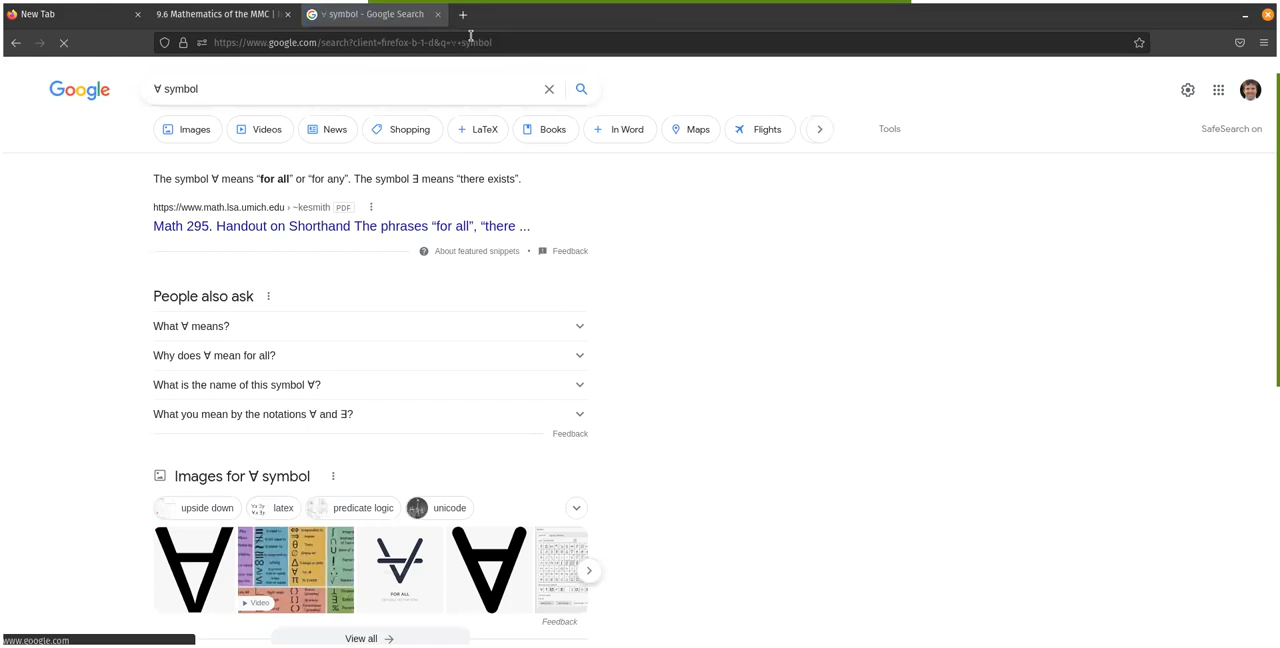 New Tab
9.6 Mathematics of the MMC |
∀ symbol - Google Search
https://www.google.com/search?client=firefox-b-1-d&q=∀+symbol
Google
∀ symbol
Images
Videos
News
Shopping
LaTeX
Books
In Word
Maps
Flights
Tools
SafeSearch on
The symbol ∀ means “for all” or “for any”. The symbol ∃ means “there exists”.
https://www.math.lsa.umich.edu › ~kesmith PDF
Math 295. Handout on Shorthand The phrases “for all”, “there ...
About featured snippets • Feedback
People also ask
What ∀ means?
Why does ∀ mean for all?
What is the name of this symbol ∀?
What you mean by the notations ∀ and ∃?
Feedback
Images for ∀ symbol
upside down
latex
predicate logic
unicode
∀
Video
FOR ALL
∀
Feedback
View all
www.google.com